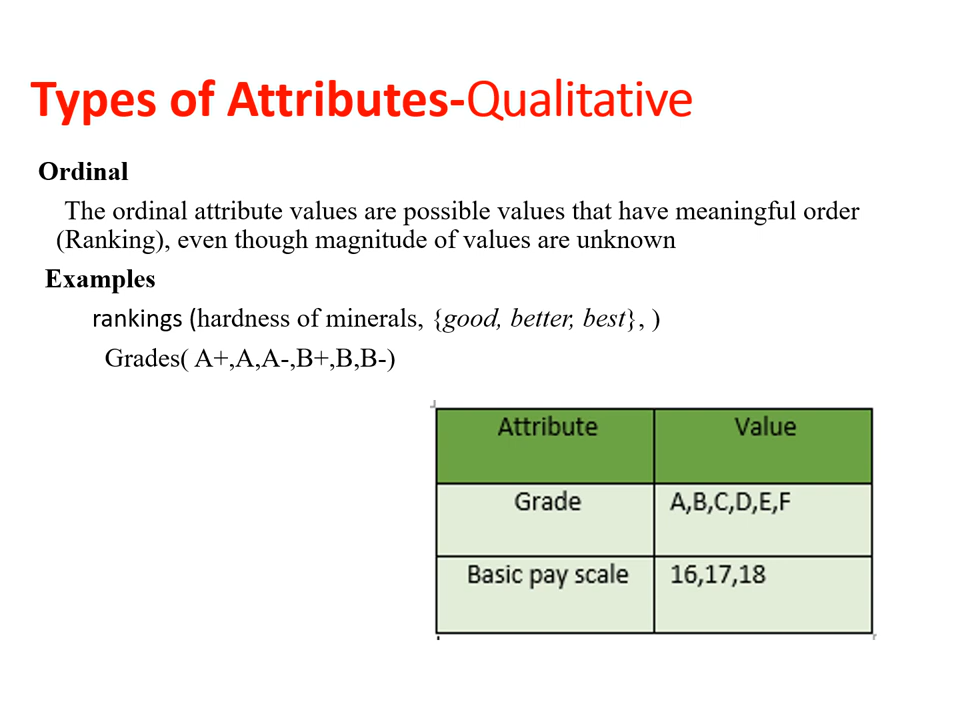 Types of Attributes-Qualitative
Ordinal
The ordinal attribute values are possible values that have meaningful order
(Ranking), even though magnitude of values are unknown
Examples
rankings (hardness of minerals, {good, better, best}, )
Grades( A+,A,A-,B+,B,B-)
Attribute Value
Grade A,B,C,D,E,F
Basic pay scale 16,17,18